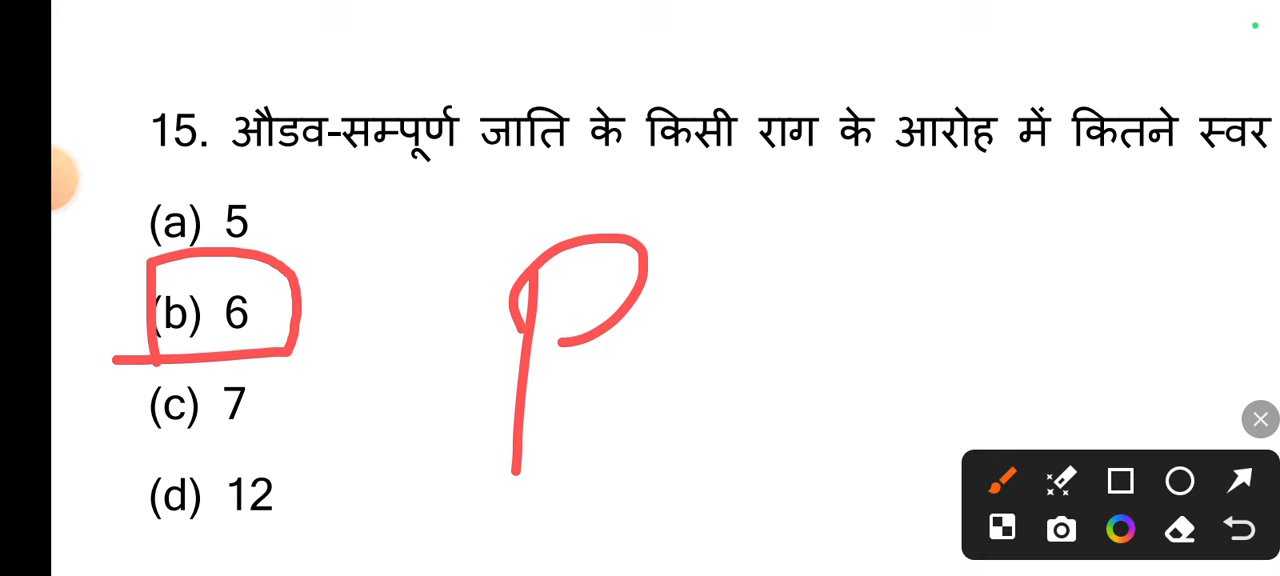 15. औडव-सम्पूर्ण जाति के किसी राग के आरोह में कितने स्वर
(a) 5
(b) 6
(c) 7
(d) 12
P